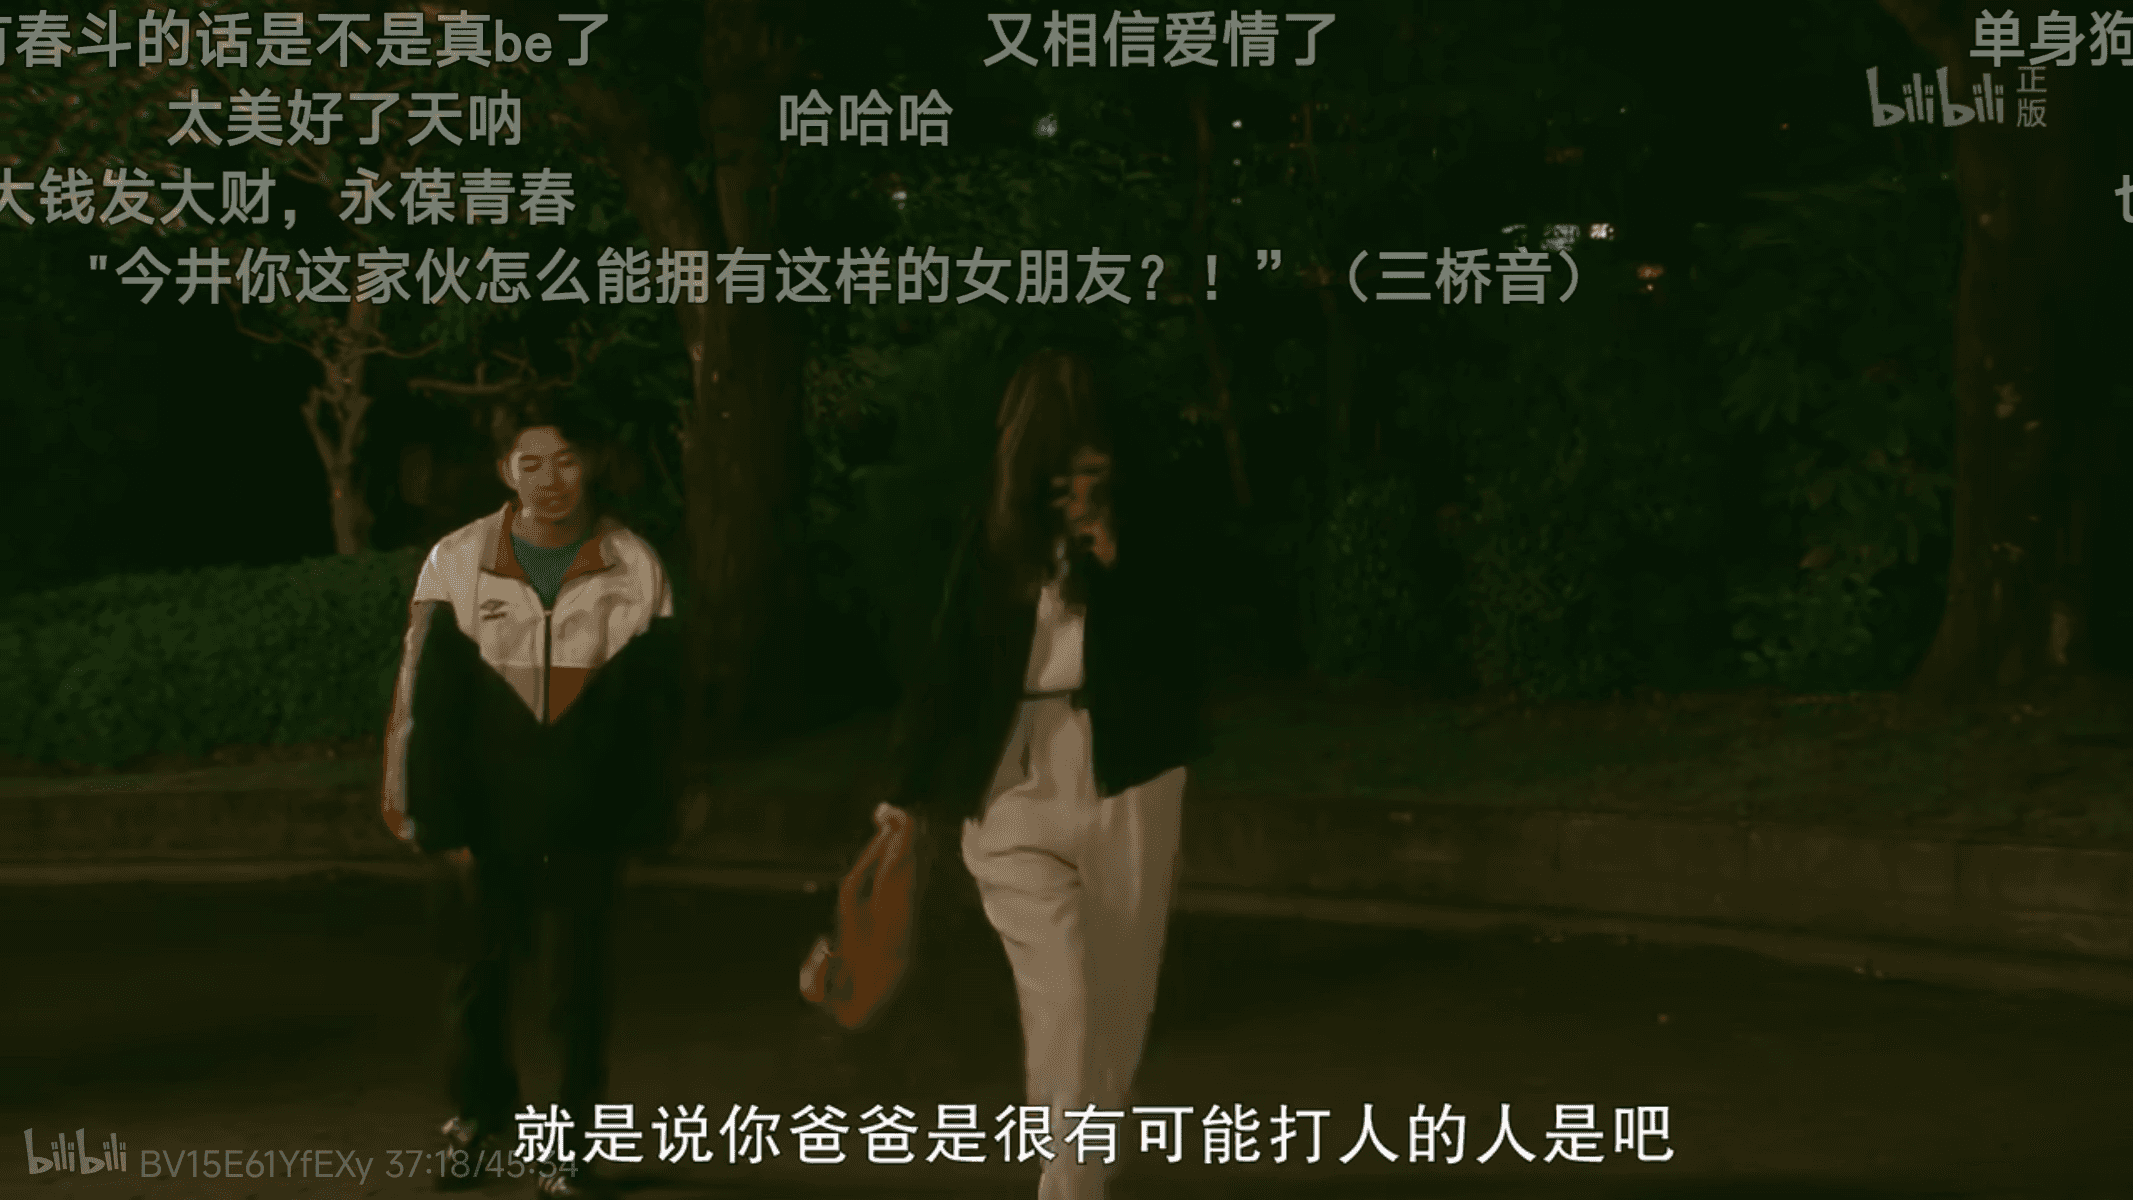 有春斗的话是不是真be了
又相信爱情了
单身狗
bilibili 正版
太美好了天呐
哈哈哈
大钱发大财，永葆青春
"今井你这家伙怎么能拥有这样的女朋友？！”（三桥音）
就是说你爸爸是很有可能打人的人是吧
bilibili BV15E61YfEXy 37:18/45:34